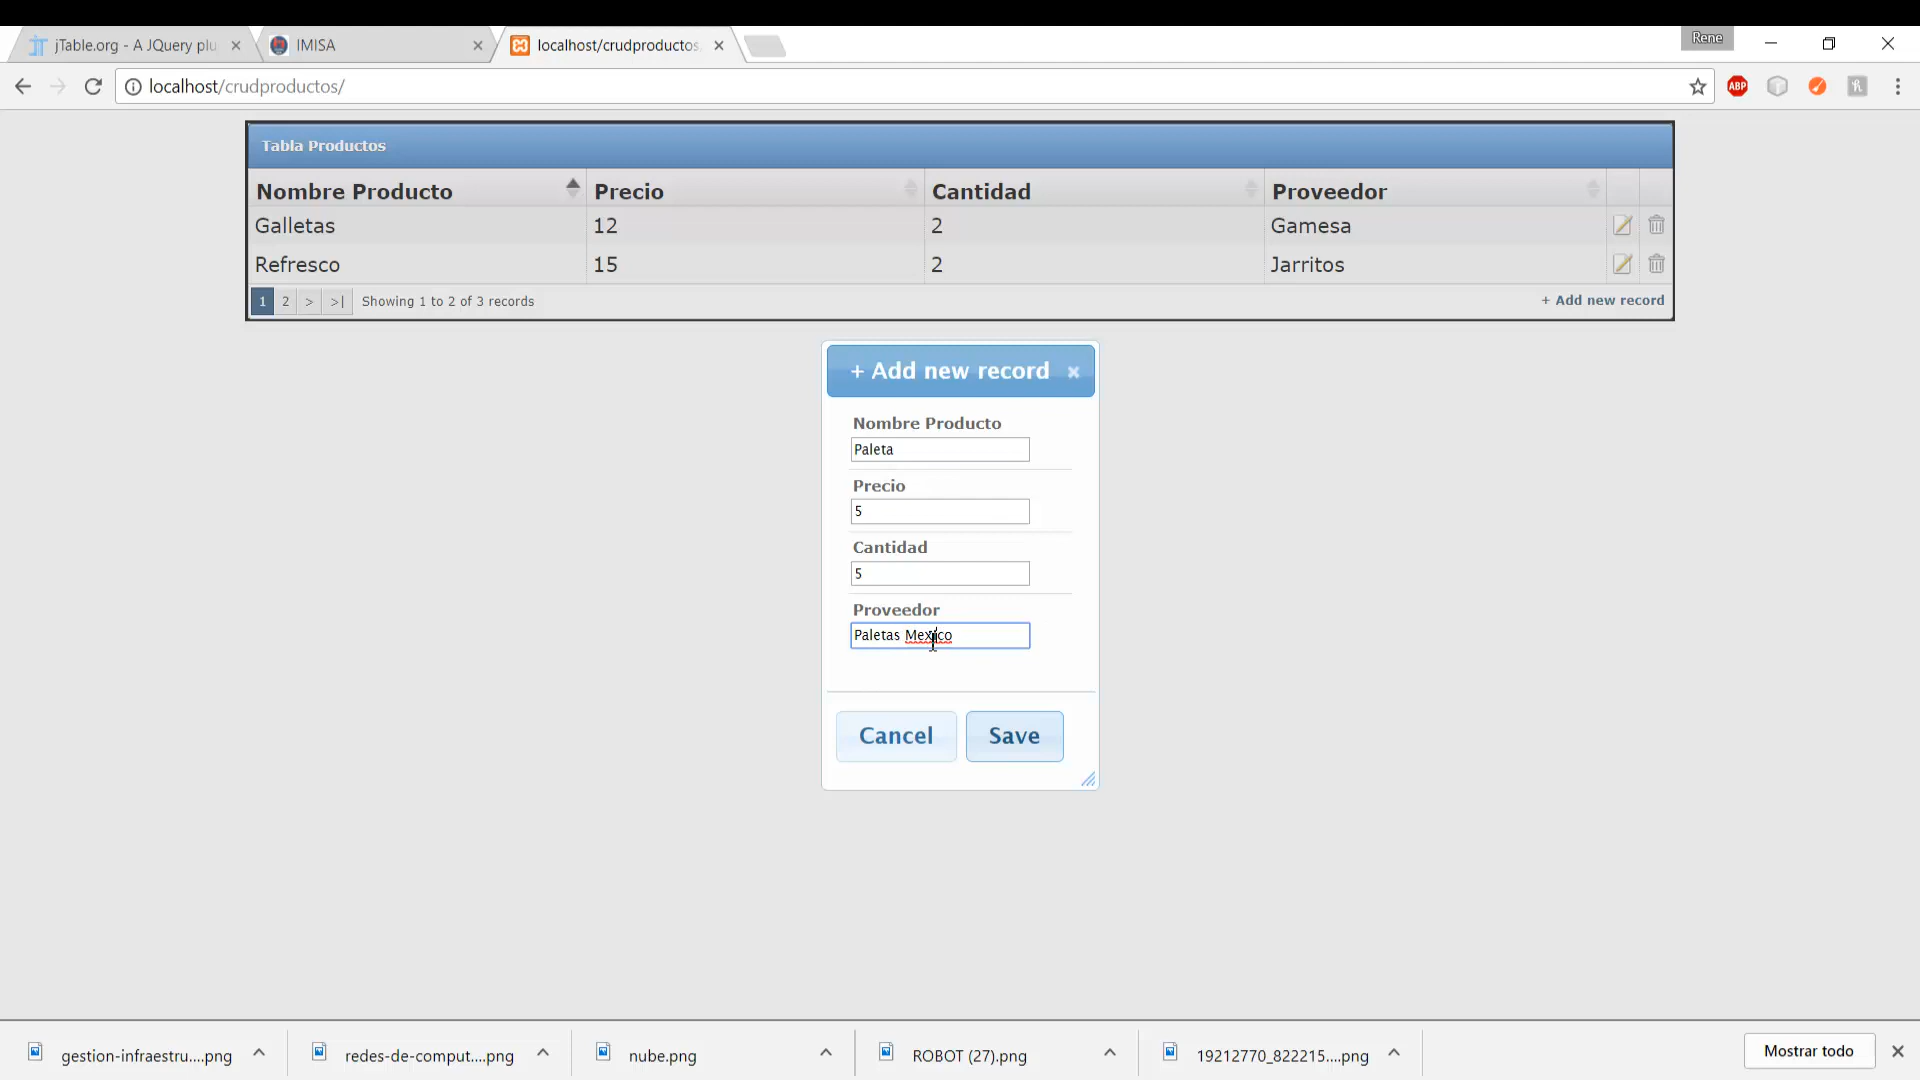 jTable.org - A JQuery plu
IMISA
localhost/crudproductos
Rene
localhost/crudproductos/
ABP
Tabla Productos
Nombre Producto Precio Cantidad Proveedor
Galletas 12 2 Gamesa
Refresco 15 2 Jarritos
1 2 > >| Showing 1 to 2 of 3 records + Add new record
+ Add new record
Nombre Producto
Paleta
Precio
5
Cantidad
5
Proveedor
Paletas Mexico
Cancel Save
gestion-infraestru....png redes-de-comput....png nube.png ROBOT (27).png 19212770_822215....png Mostrar todo